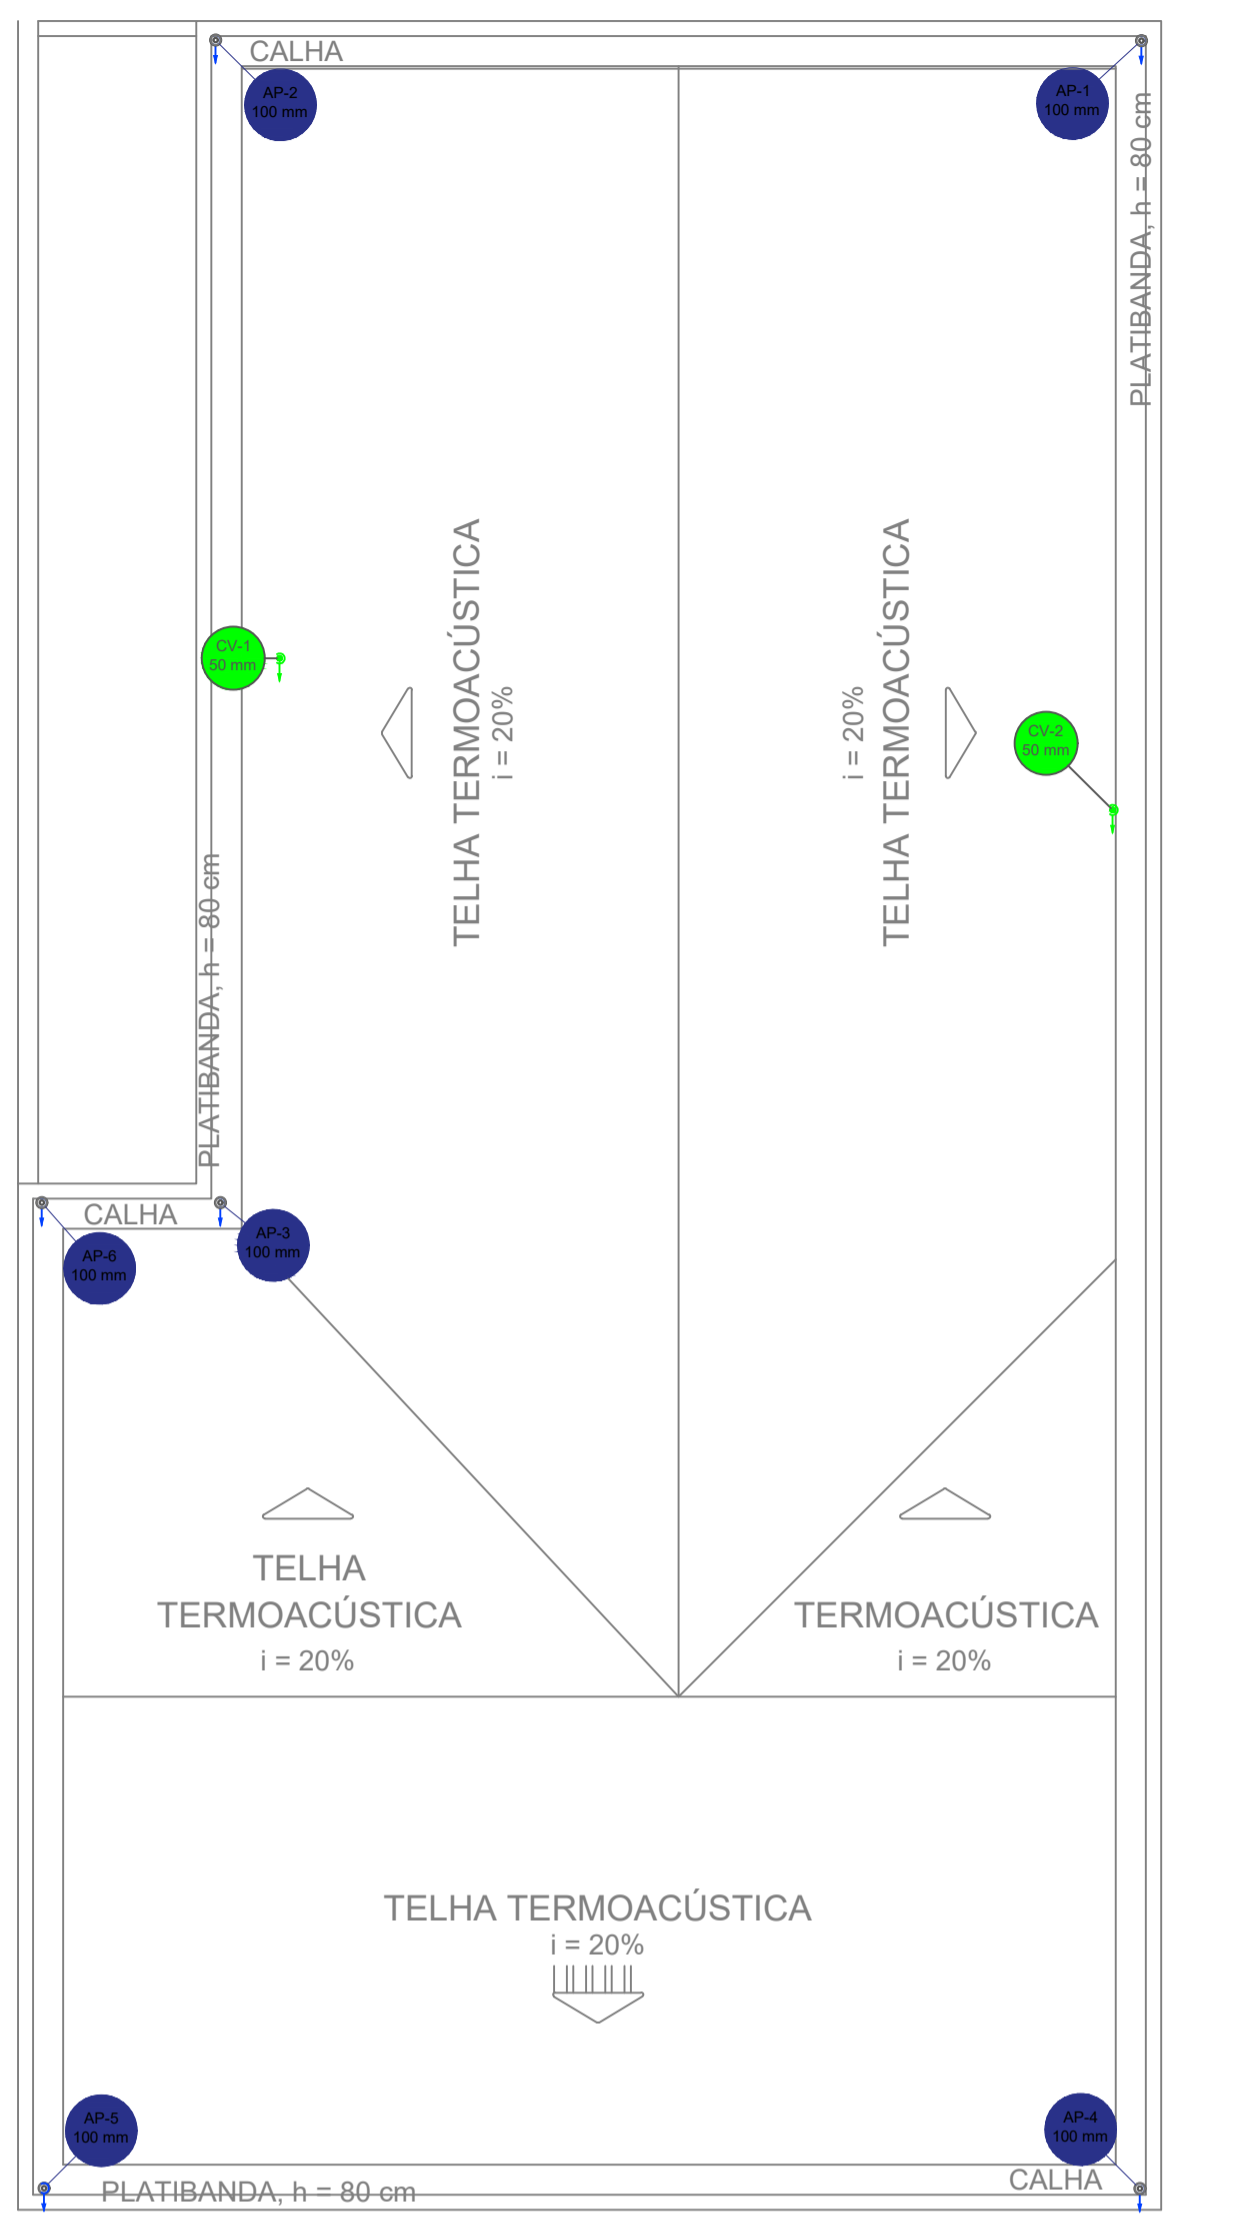 CALHA
AP-2
100 mm
AP-1
100 mm
PLATIBANDA, h = 80 cm
TELHA TERMOACÚSTICA
i = 20%
i = 20%
TELHA TERMOACÚSTICA
CV-1
50 mm
CV-2
50 mm
PLATIBANDA, h = 80 cm
CALHA
AP-3
100 mm
AP-6
100 mm
TELHA
TERMOACÚSTICA
i = 20%
TERMOACÚSTICA
i = 20%
TELHA TERMOACÚSTICA
i = 20%
AP-5
100 mm
AP-4
100 mm
CALHA
PLATIBANDA, h = 80 cm